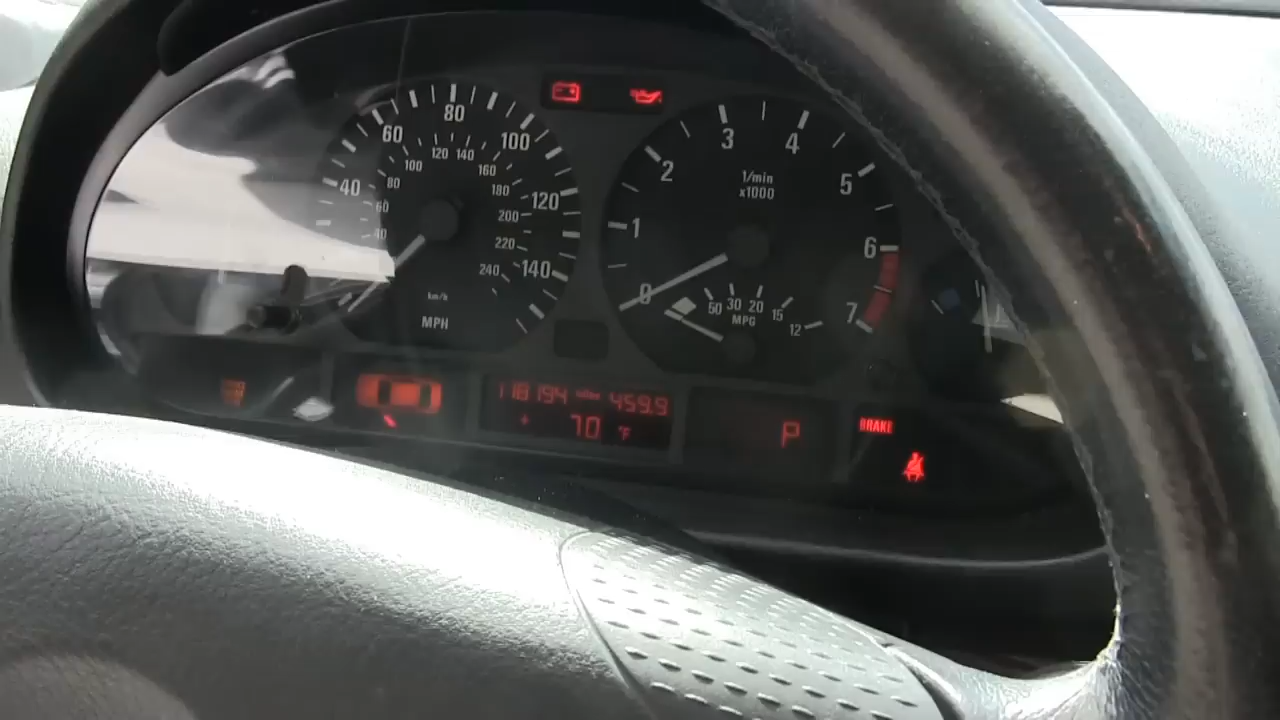 80
60
100
40
120
140
120
140
100
160
80
180
60
200
40
220
240
km/h
MPH
3
4
2
5
1
6
0
7
1/min
x1000
50 30 20 15 12
MPG
118194 miles 459.9
+ 70 °F
P
BRAKE